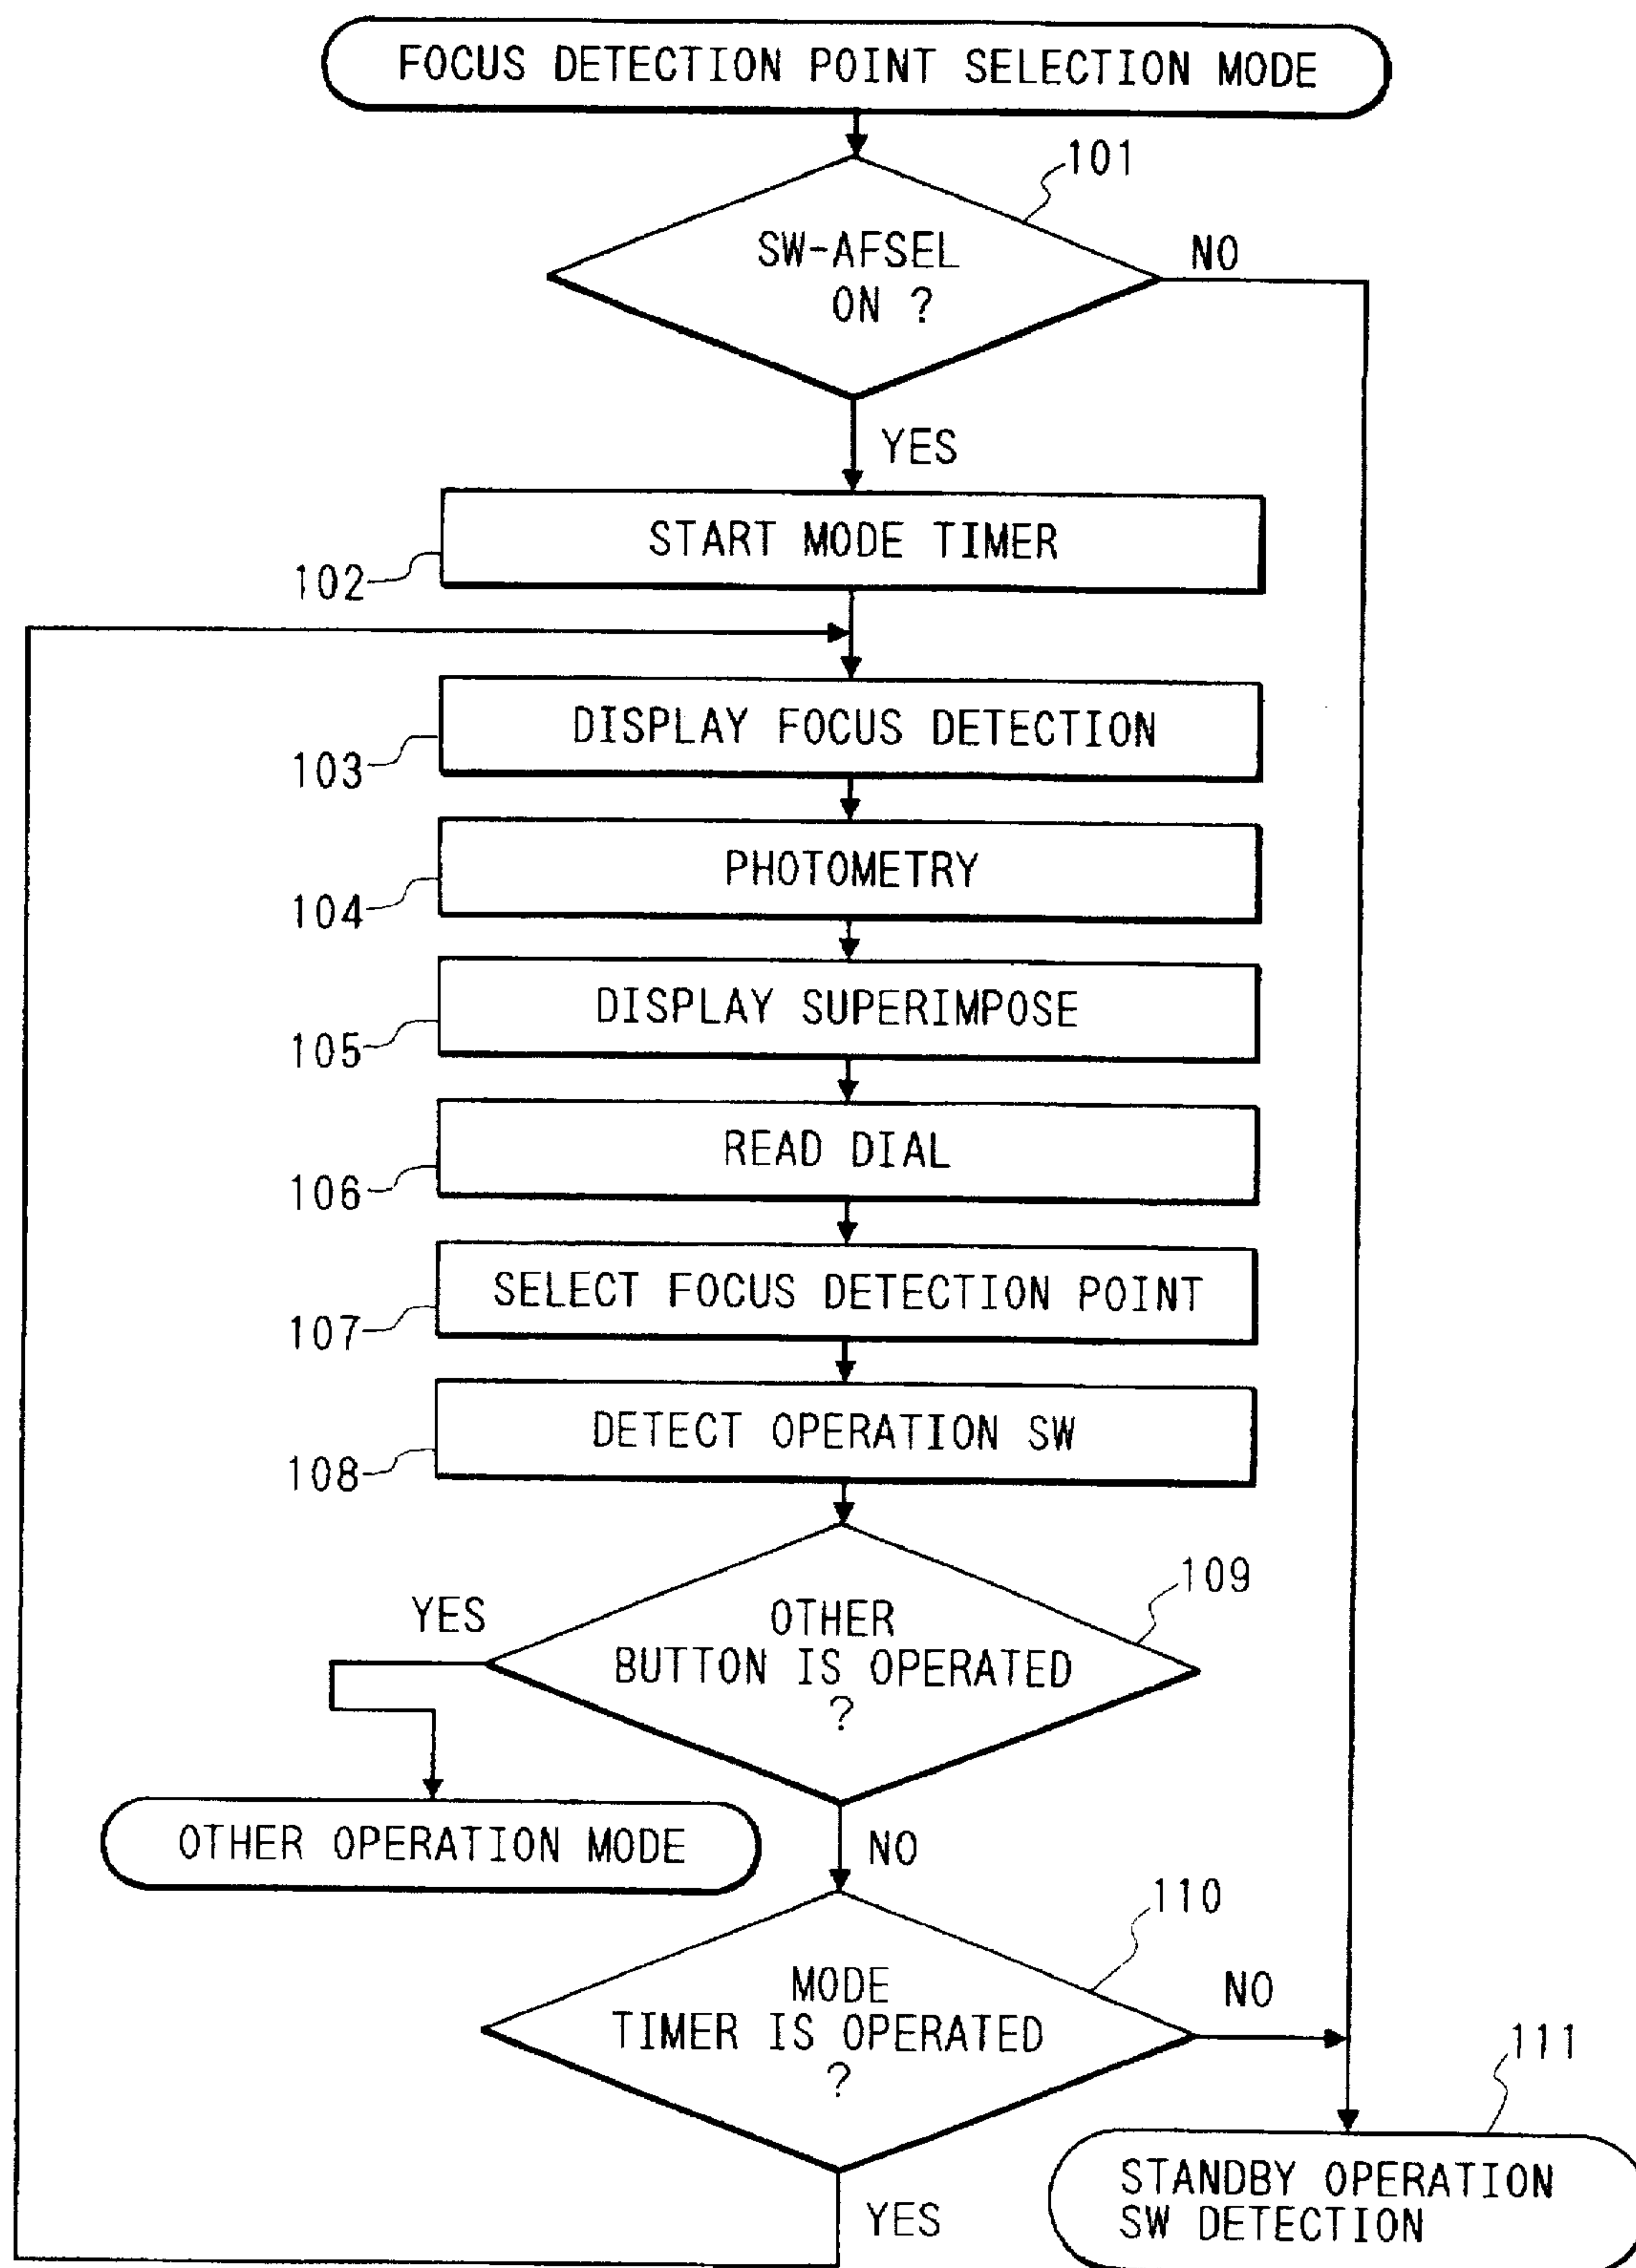 FOCUS DETECTION POINT SELECTION MODE
101
SW-AFSEL
ON ?
NO
YES
START MODE TIMER
102
DISPLAY FOCUS DETECTION
103
PHOTOMETRY
104
DISPLAY SUPERIMPOSE
105
READ DIAL
106
SELECT FOCUS DETECTION POINT
107
DETECT OPERATION SW
108
109
YES
OTHER
BUTTON IS OPERATED
?
OTHER OPERATION MODE
NO
110
MODE
TIMER IS OPERATED
?
NO
111
STANDBY OPERATION
SW DETECTION
YES